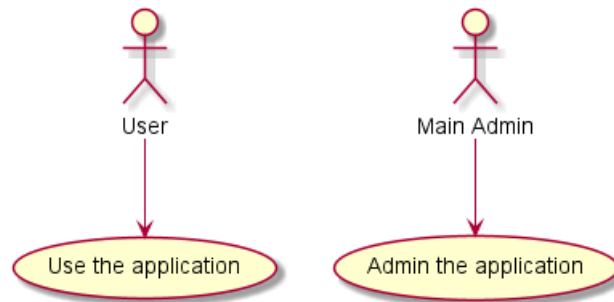 User
Main Admin
Use the application
Admin the application